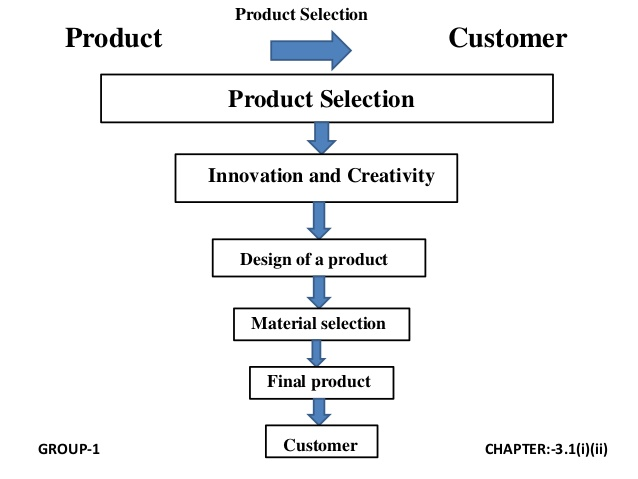 Product Selection
Product
Customer
Product Selection
Innovation and Creativity
Design of a product
Material selection
Final product
Customer
GROUP-1
CHAPTER:-3.1(i)(ii)